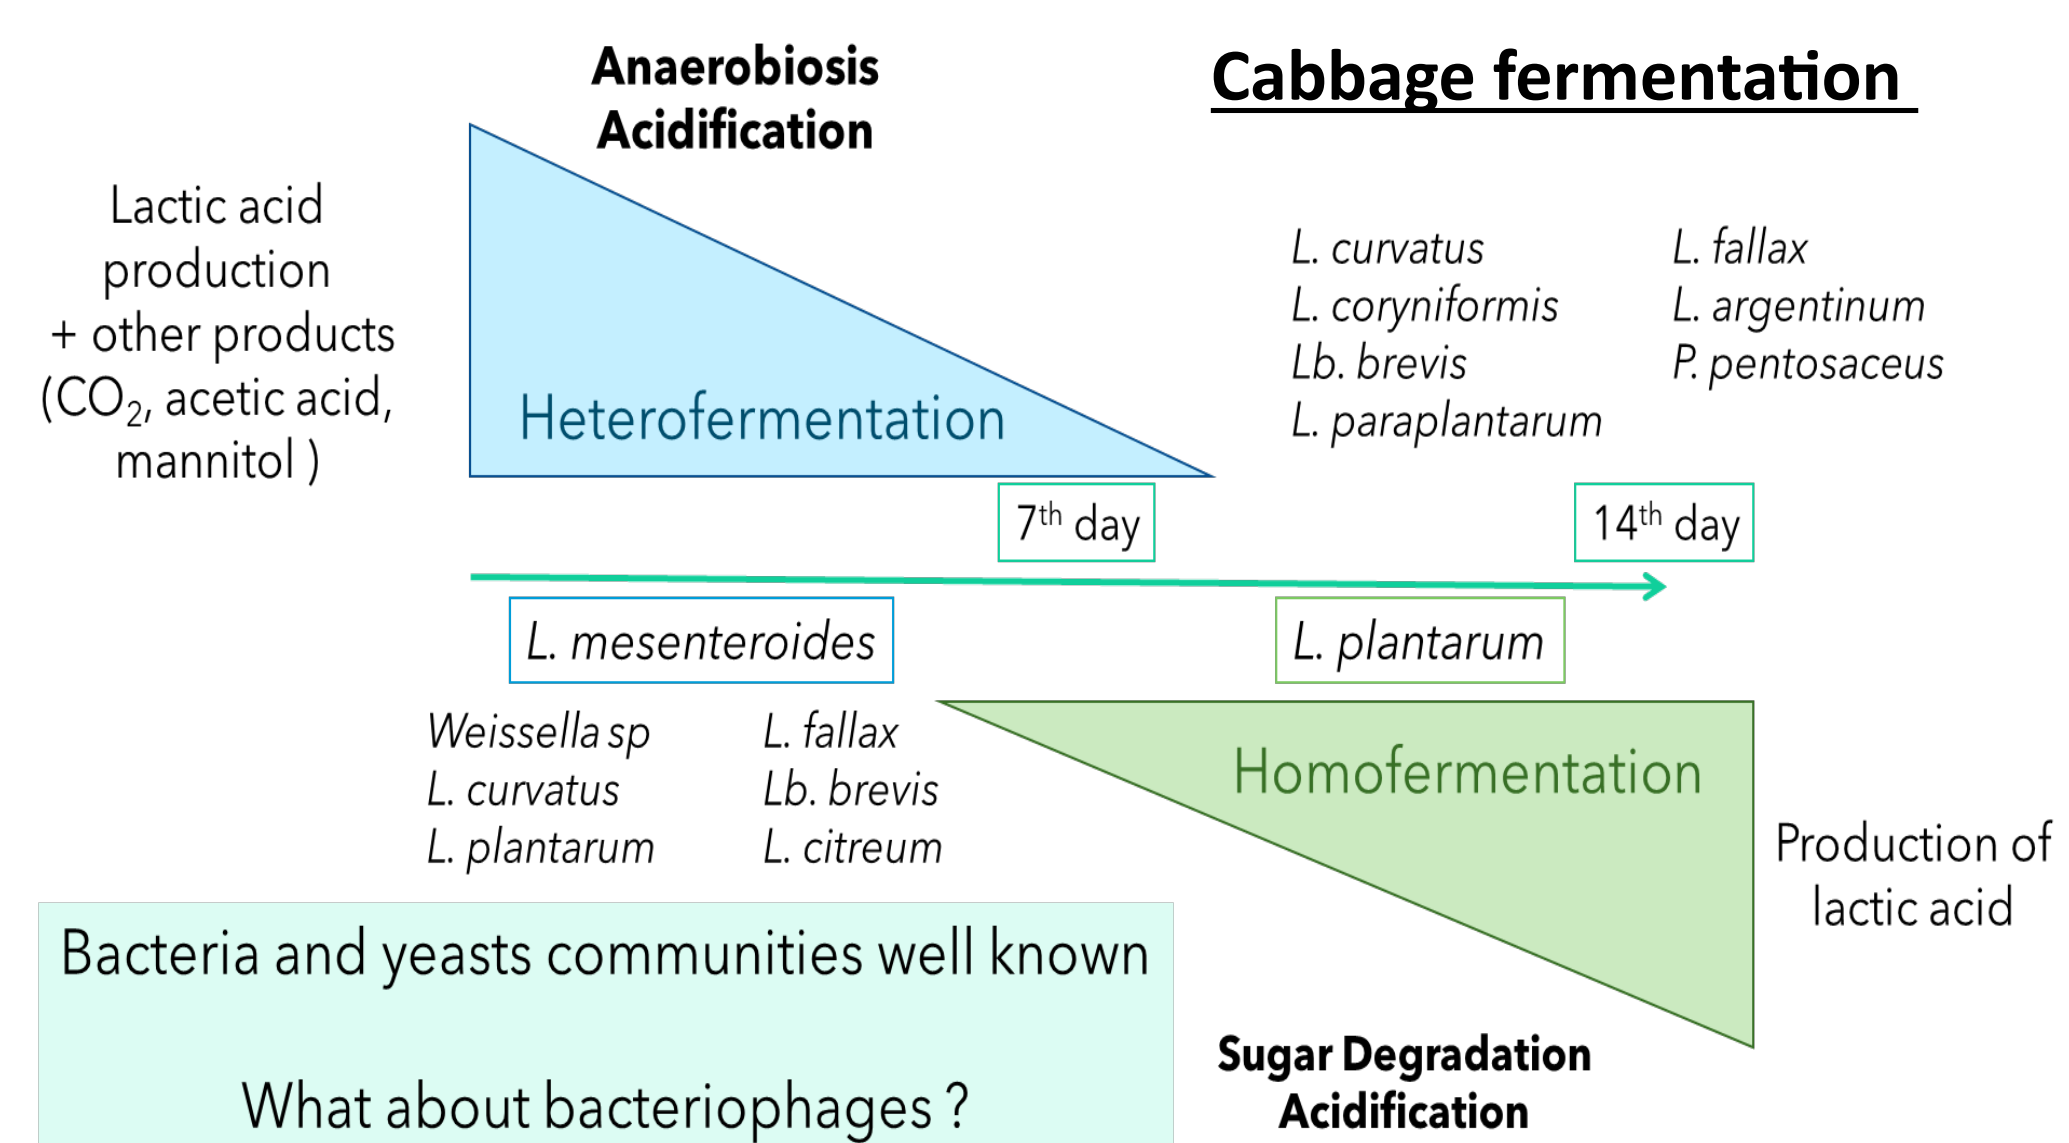 Anaerobiosis
Acidification
Cabbage fermentation
Lactic acid
production
+ other products
(CO₂, acetic acid,
mannitol )
Heterofermentation
L. curvatus
L. coryniformis
Lb. brevis
L. paraplantarum
L. fallax
L. argentinum
P. pentosaceus
7th day
14th day
L. mesenteroides
L. plantarum
Weissella sp
L. curvatus
L. plantarum
L. fallax
Lb. brevis
L. citreum
Homofermentation
Production of
lactic acid
Bacteria and yeasts communities well known
What about bacteriophages ?
Sugar Degradation
Acidification